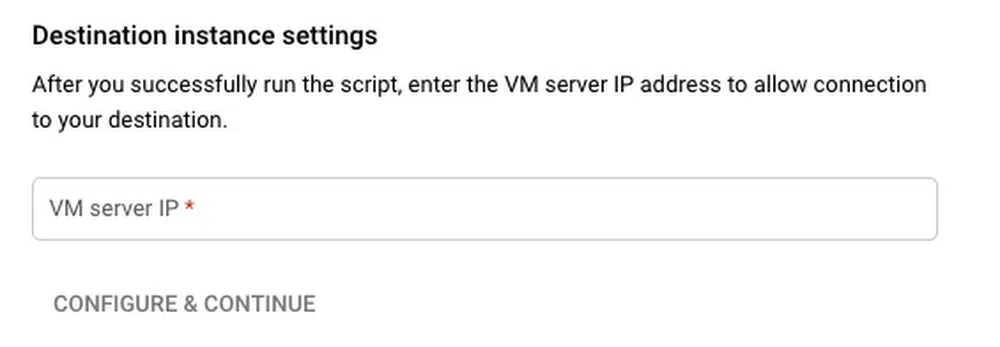 Destination instance settings
After you successfully run the script, enter the VM server IP address to allow connection
to your destination.
VM server IP *
CONFIGURE & CONTINUE